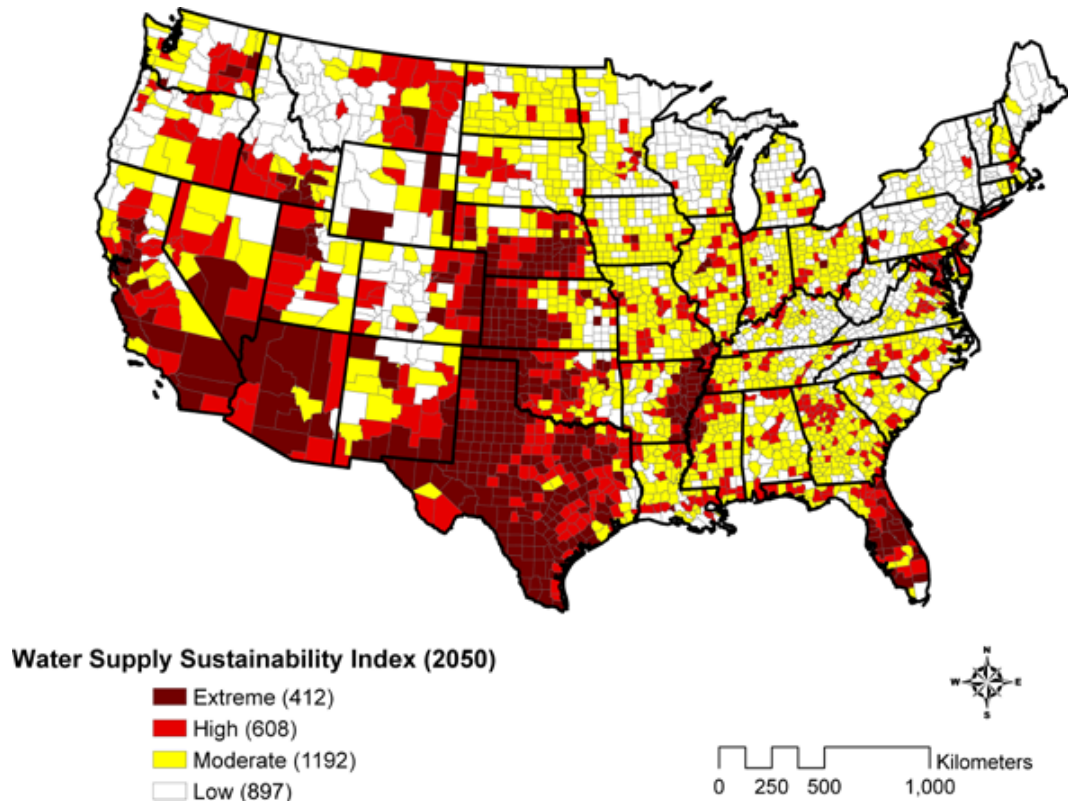 Water Supply Sustainability Index (2050)
Extreme (412)
High (608)
Moderate (1192)
Low (897)
N
W E
S
Kilometers
0 250 500 1,000